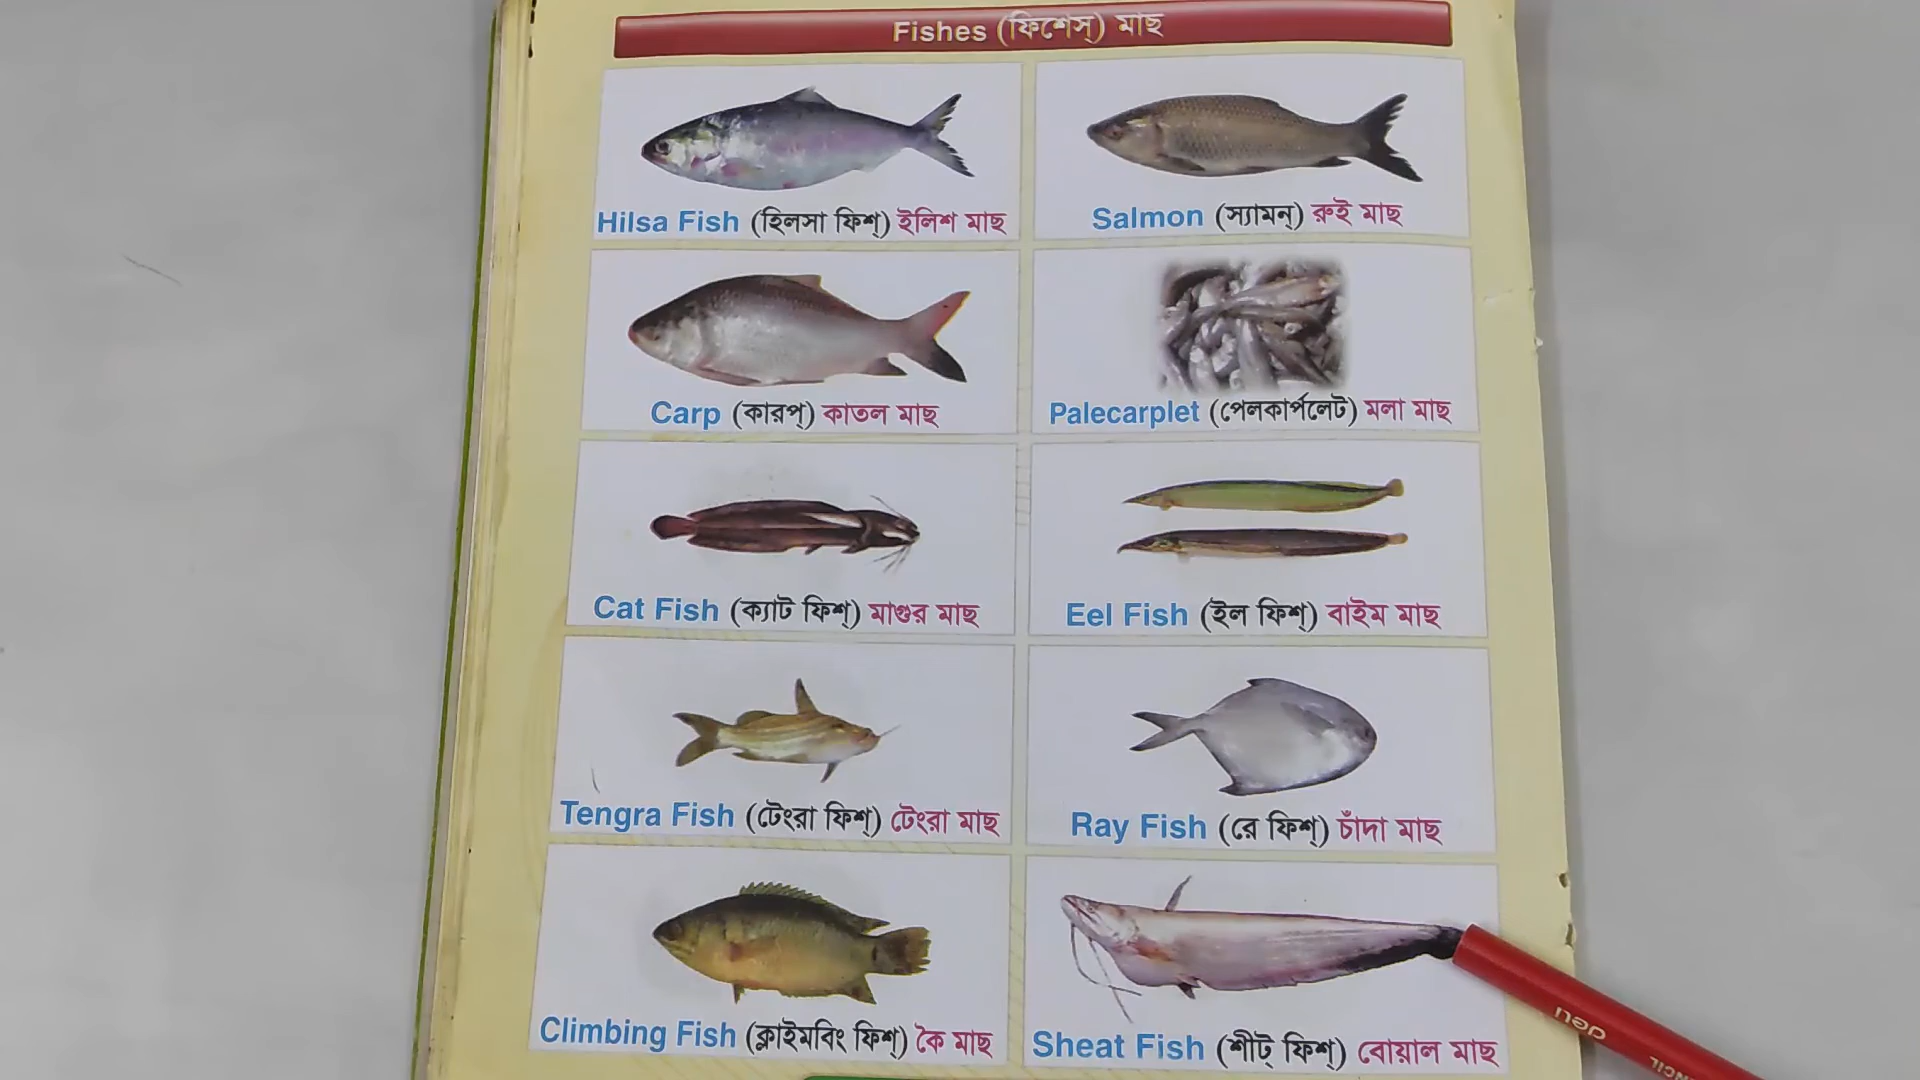 Fishes (ফিশেস্) মাছ
Hilsa Fish (হিলসা ফিশ্) ইলিশ মাছ
Salmon (স্যামন্) রুই মাছ
Carp (কারপ্) কাতল মাছ
Palecarplet (পেলকার্পলেট) মলা মাছ
Cat Fish (ক্যাট ফিশ্) মাগুর মাছ
Eel Fish (ইল ফিশ্) বাইম মাছ
Tengra Fish (টেংরা ফিশ্) টেংরা মাছ
Ray Fish (রে ফিশ্) চাঁদা মাছ
Climbing Fish (ক্লাইমবিং ফিশ্) কৈ মাছ
Sheat Fish (শীট্ ফিশ্) বোয়াল মাছ
deli